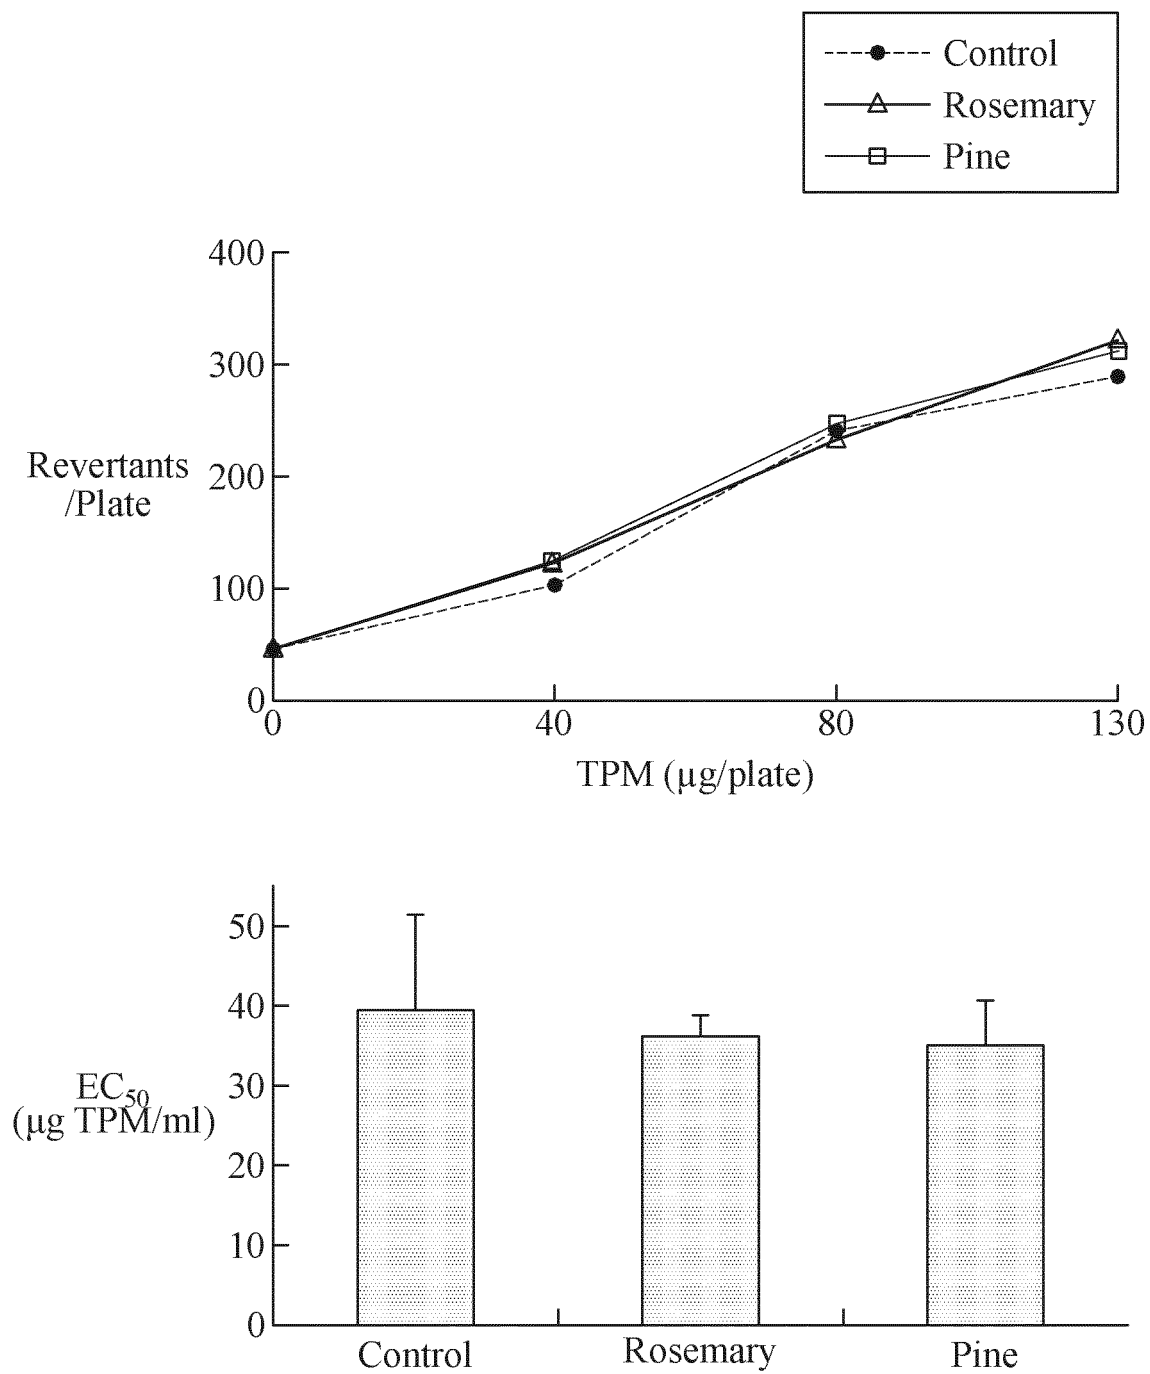 Control
Rosemary
Pine
400
300
200
100
0
Revertants
/Plate
0
40
80
130
TPM (µg/plate)
50
40
30
20
10
0
EC₅₀
(µg TPM/ml)
Control
Rosemary
Pine